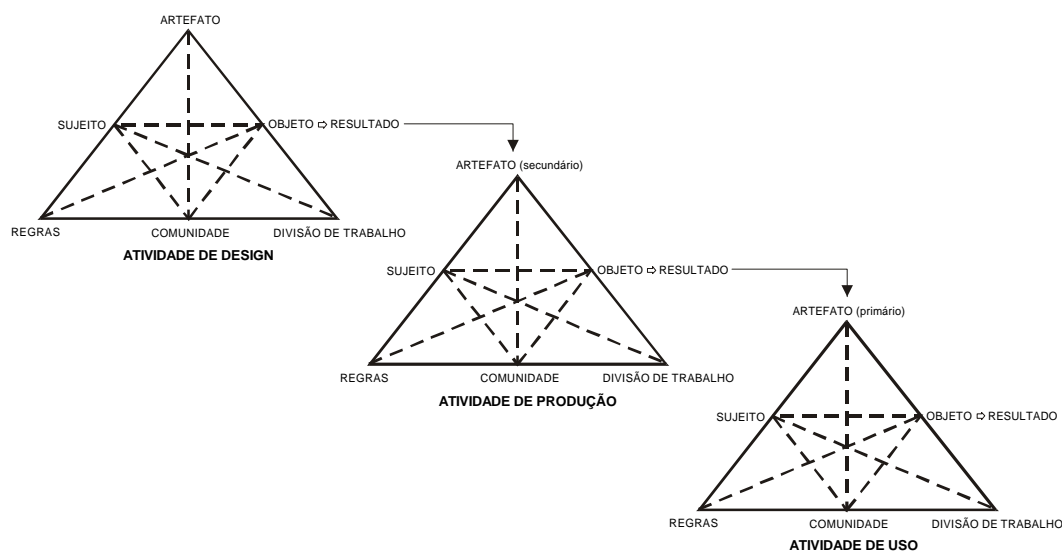 ARTEFATO
SUJEITO
OBJETO ⇨ RESULTADO
REGRAS
COMUNIDADE
DIVISÃO DE TRABALHO
ATIVIDADE DE DESIGN
ARTEFATO (secundário)
SUJEITO
OBJETO ⇨ RESULTADO
REGRAS
COMUNIDADE
DIVISÃO DE TRABALHO
ATIVIDADE DE PRODUÇÃO
ARTEFATO (primário)
SUJEITO
OBJETO ⇨ RESULTADO
REGRAS
COMUNIDADE
DIVISÃO DE TRABALHO
ATIVIDADE DE USO